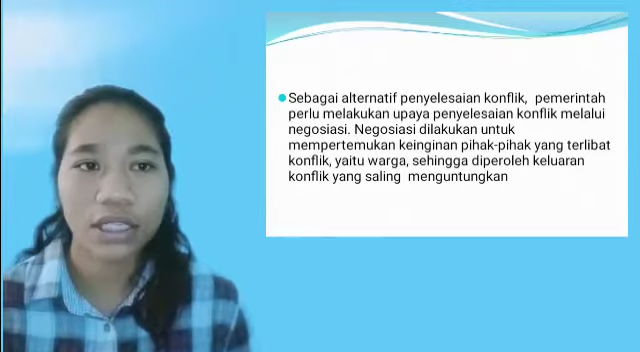 Sebagai alternatif penyelesaian konflik, pemerintah
perlu melakukan upaya penyelesaian konflik melalui
negosiasi. Negosiasi dilakukan untuk
mempertemukan keinginan pihak-pihak yang terlibat
konflik, yaitu warga, sehingga diperoleh keluaran
konflik yang saling menguntungkan